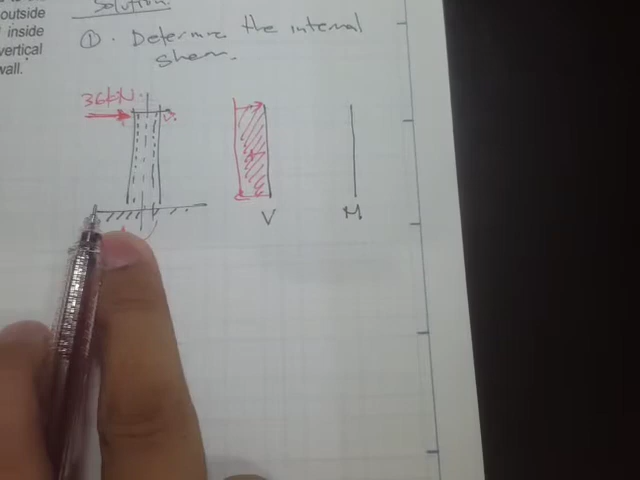 outside
inside
vertical
wall.
Solution:
①. Determine the internal
shear.
36kN.
V
M